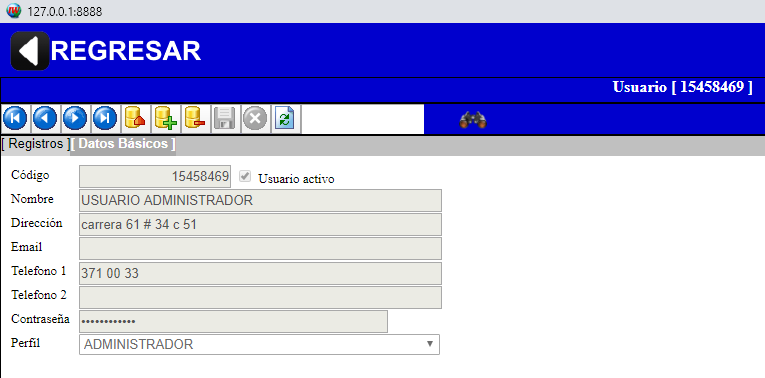 127.0.0.1:8888
REGRESAR
Usuario [ 15458469 ]
[ Registros ][ Datos Básicos ]
Código 15458469 Usuario activo
Nombre USUARIO ADMINISTRADOR
Dirección carrera 61 # 34 c 51
Email
Telefono 1 371 00 33
Telefono 2
Contraseña ••••••••••••
Perfil ADMINISTRADOR